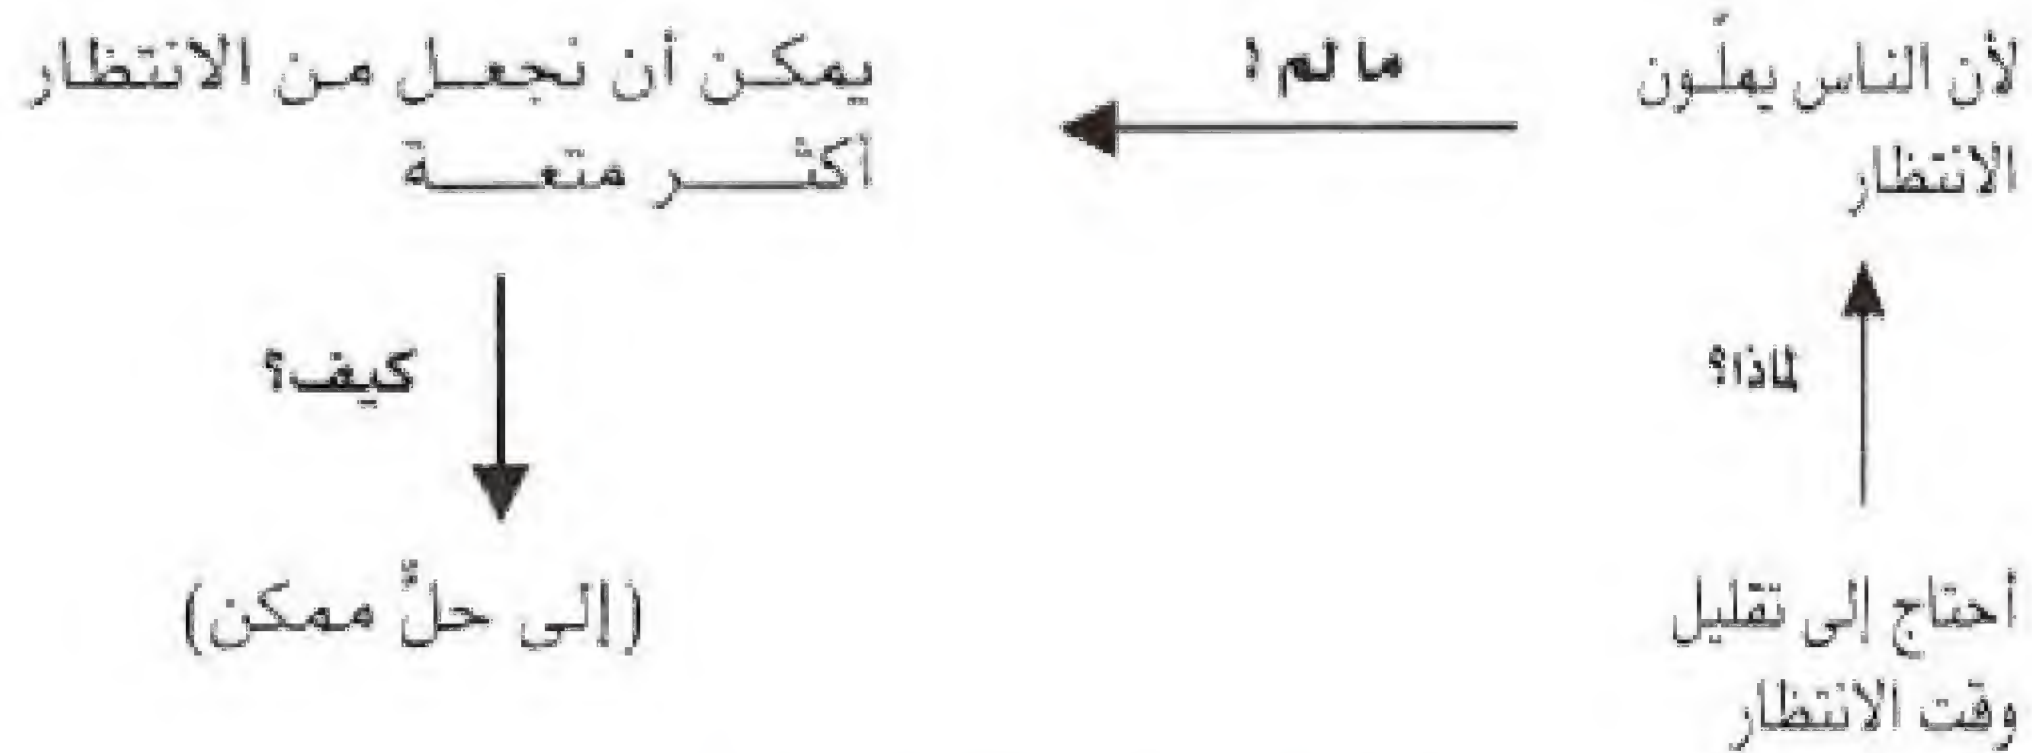 لأن الناس يملّون
الانتظار
ما لم ؟
يمكن أن نجعل من الانتظار
أكثر متعة
لماذا؟
كيف؟
أحتاج إلى تقليل
وقت الانتظار
(إلى حلّ ممكن)